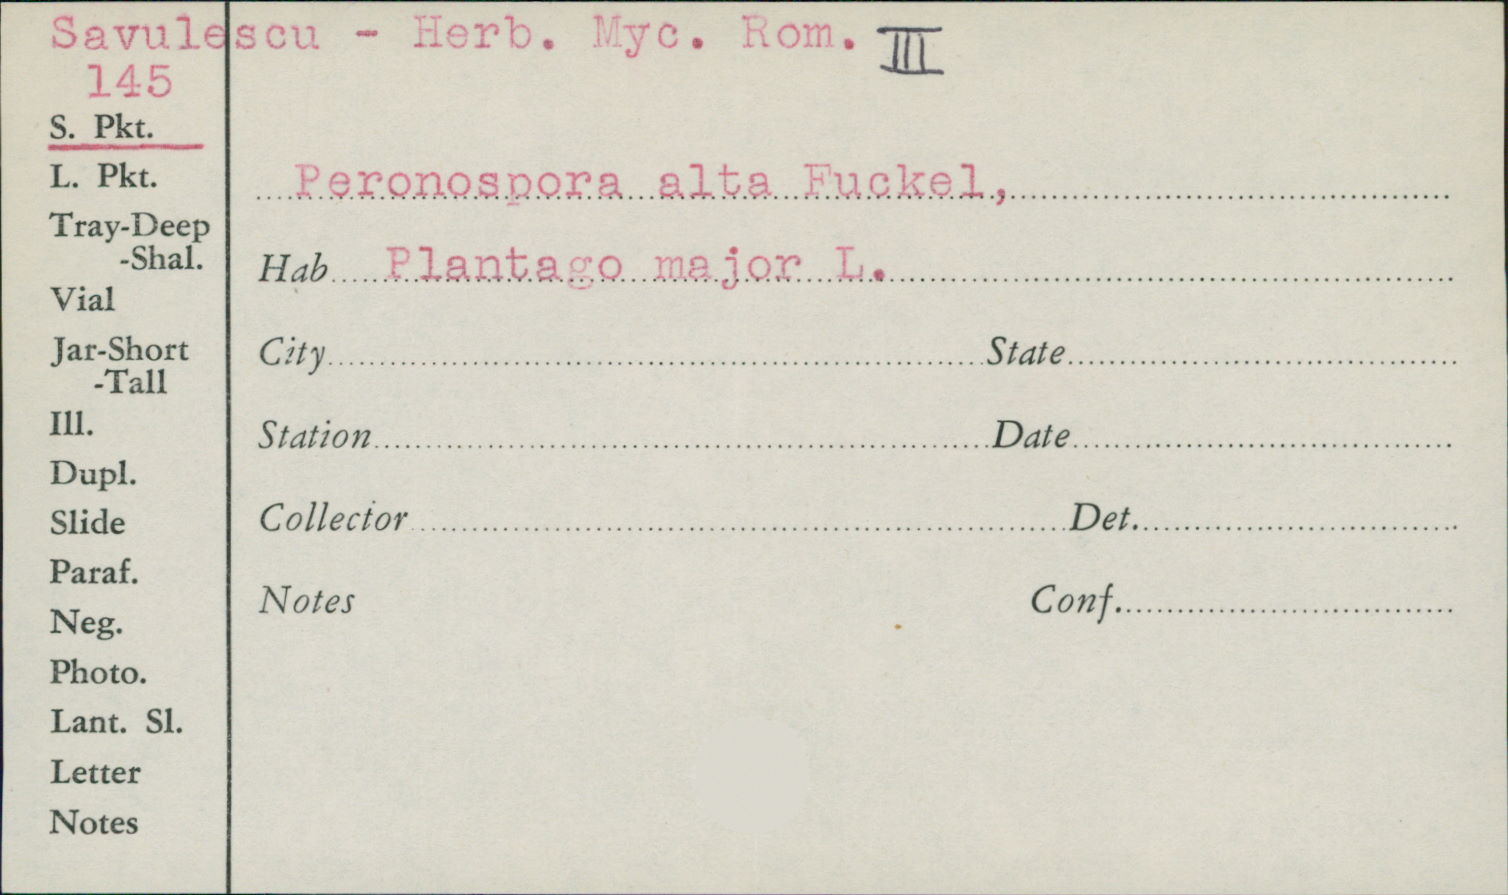 Savulescu - Herb. Myc. Rom. III
145
S. Pkt.
L. Pkt.
Peronospora alta Fuckel,
Tray-Deep
-Shal.
Hab Plantago major L.
Vial
Jar-Short
-Tall
City State
Ill.
Station Date
Dupl.
Slide
Collector Det.
Paraf.
Neg.
Notes Conf.
Photo.
Lant. Sl.
Letter
Notes